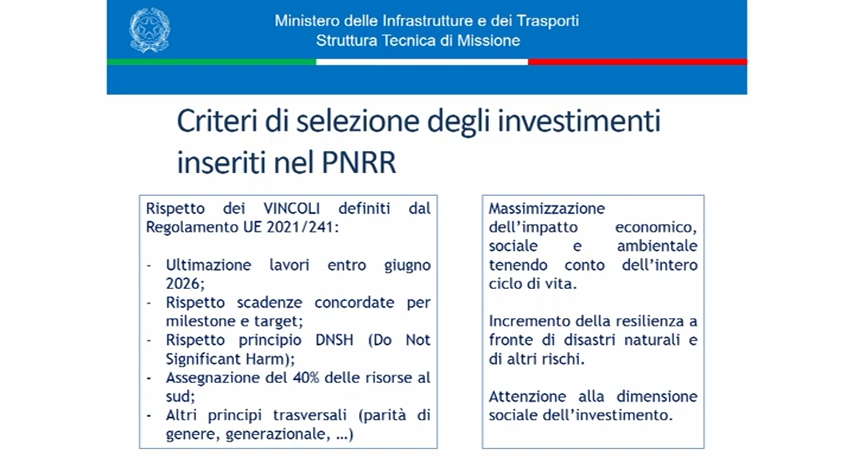 Ministero delle Infrastrutture e dei Trasporti
Struttura Tecnica di Missione
Criteri di selezione degli investimenti
inseriti nel PNRR
Rispetto dei VINCOLI definiti dal
Regolamento UE 2021/241:
- Ultimazione lavori entro giugno
2026;
- Rispetto scadenze concordate per
milestone e target;
- Rispetto principio DNSH (Do Not
Significant Harm);
- Assegnazione del 40% delle risorse al
sud;
- Altri principi trasversali (parità di
genere, generazionale, …)
Massimizzazione
dell'impatto economico,
sociale e ambientale
tenendo conto dell'intero
ciclo di vita.
Incremento della resilienza a
fronte di disastri naturali e
di altri rischi.
Attenzione alla dimensione
sociale dell'investimento.